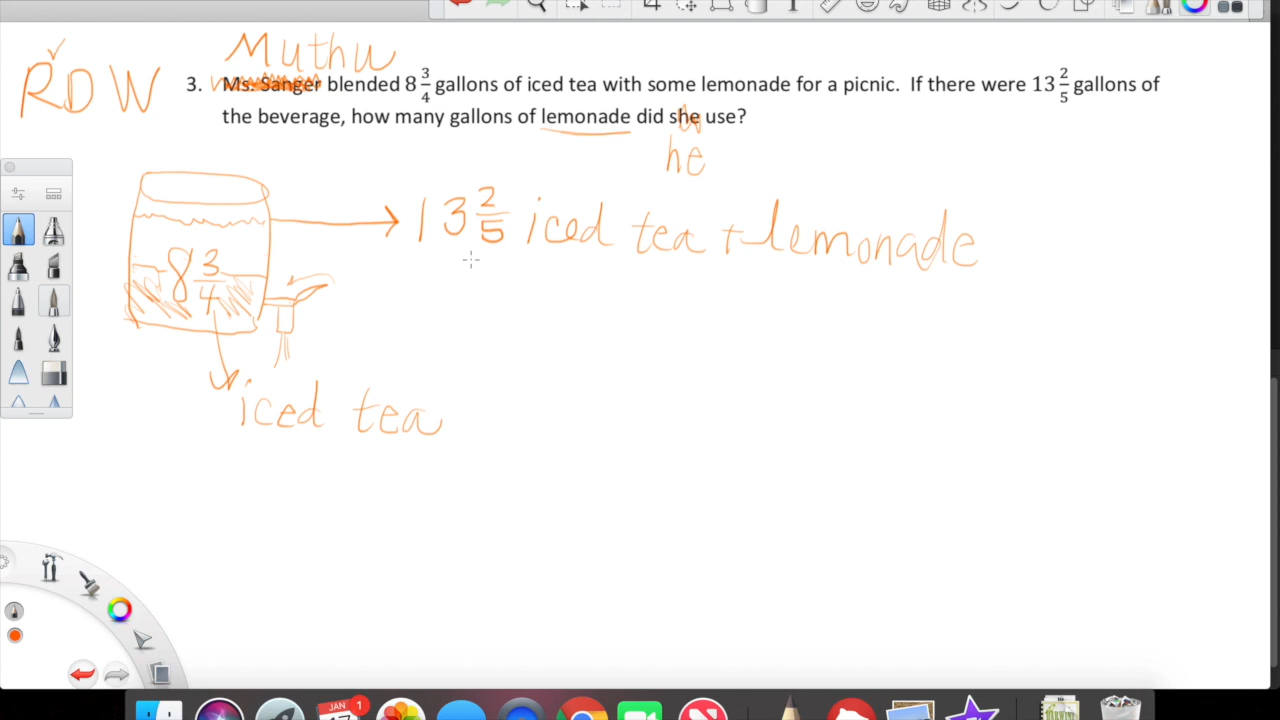 Muthu
RDW
3. Ms. Sanger blended 8 3/4 gallons of iced tea with some lemonade for a picnic. If there were 13 2/5 gallons of
the beverage, how many gallons of lemonade did she use?
he
13 2/5 iced tea + lemonade
8 3/4
iced tea
JAN
1